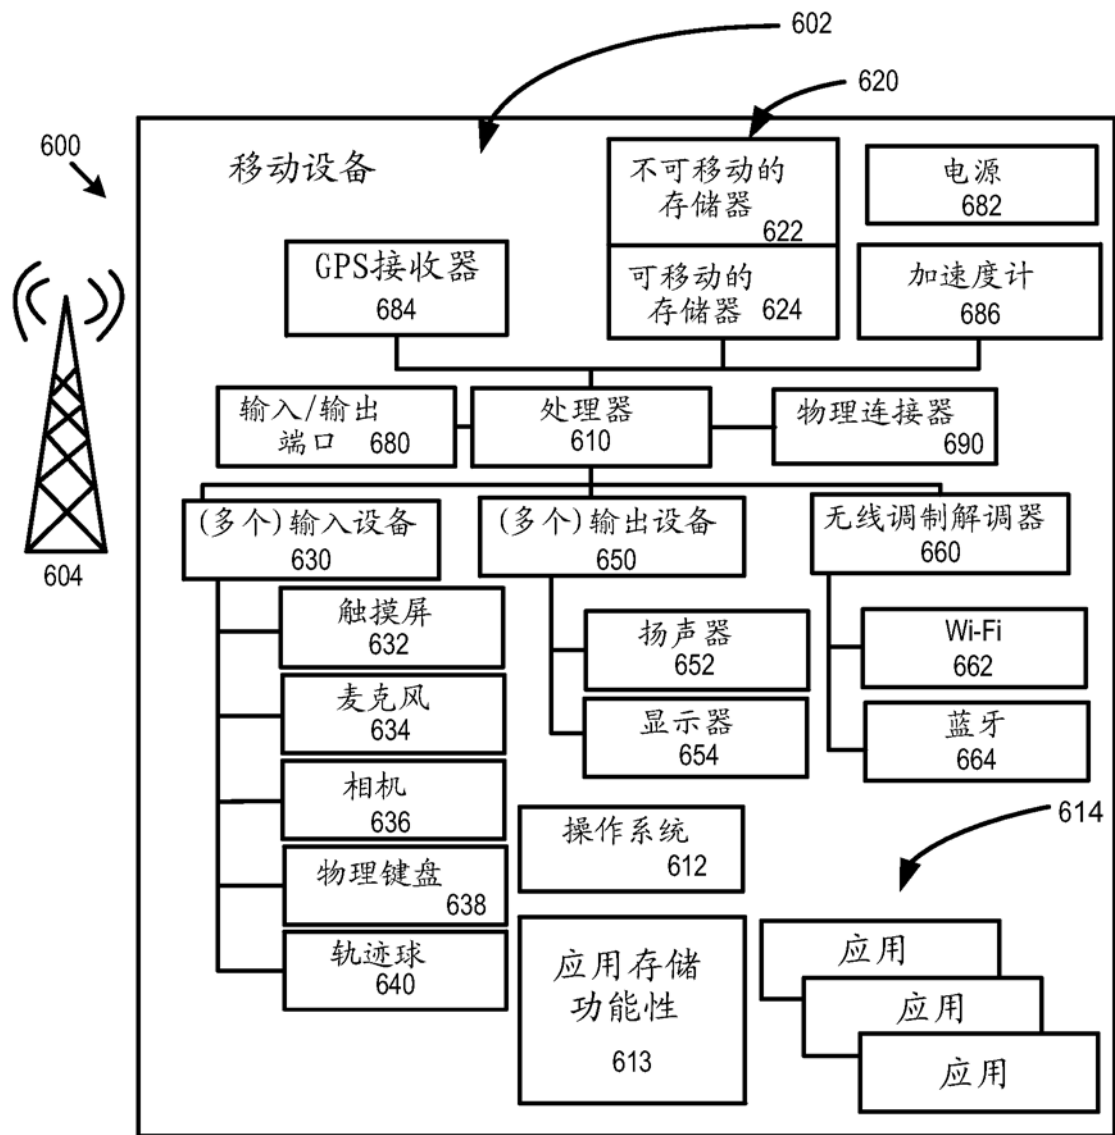 602
620
600
移动设备
不可移动的
存储器
622
电源
682
GPS接收器
684
可移动的
存储器 624
加速度计
686
输入/输出
端口 680
处理器
610
物理连接器
690
(多个)输入设备
630
(多个)输出设备
650
无线调制解调器
660
604
触摸屏
632
扬声器
652
Wi-Fi
662
麦克风
634
显示器
654
蓝牙
664
相机
636
操作系统
612
614
物理键盘
638
轨迹球
640
应用存储
功能性
613
应用
应用
应用